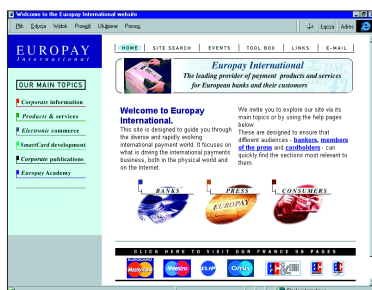 Welcome to the Europay International website
Plik Edycja Widok Przejdź Ulubione Pomoc
Łącza Adres
EUROPAY
International
HOME SITE SEARCH EVENTS TOOL BOX LINKS E-MAIL
Europay International
The leading provider of payment products and services
for European banks and their customers
OUR MAIN TOPICS
Corporate information
Products & services
Electronic commerce
SmartCard development
Corporate publications
Europay Academy
Welcome to Europay
International.
This site is designed to guide you through
the diverse and rapidly evolving
international payment world. It focuses on
what is driving the international payments
business, both in the physical world and
on the Internet.
We invite you to explore our site via its
main topics or by using the help pages
below.
These are designed to ensure that
different audiences - bankers, members
of the press and cardholders - can
quickly find the sections most relevant to
them.
BANKS PRESS CONSUMERS
EUROPAY
CLICK HERE TO VISIT OUR FRANCE 98 PAGES
EUROCARD
MasterCard Maestro CLIP Cirrus